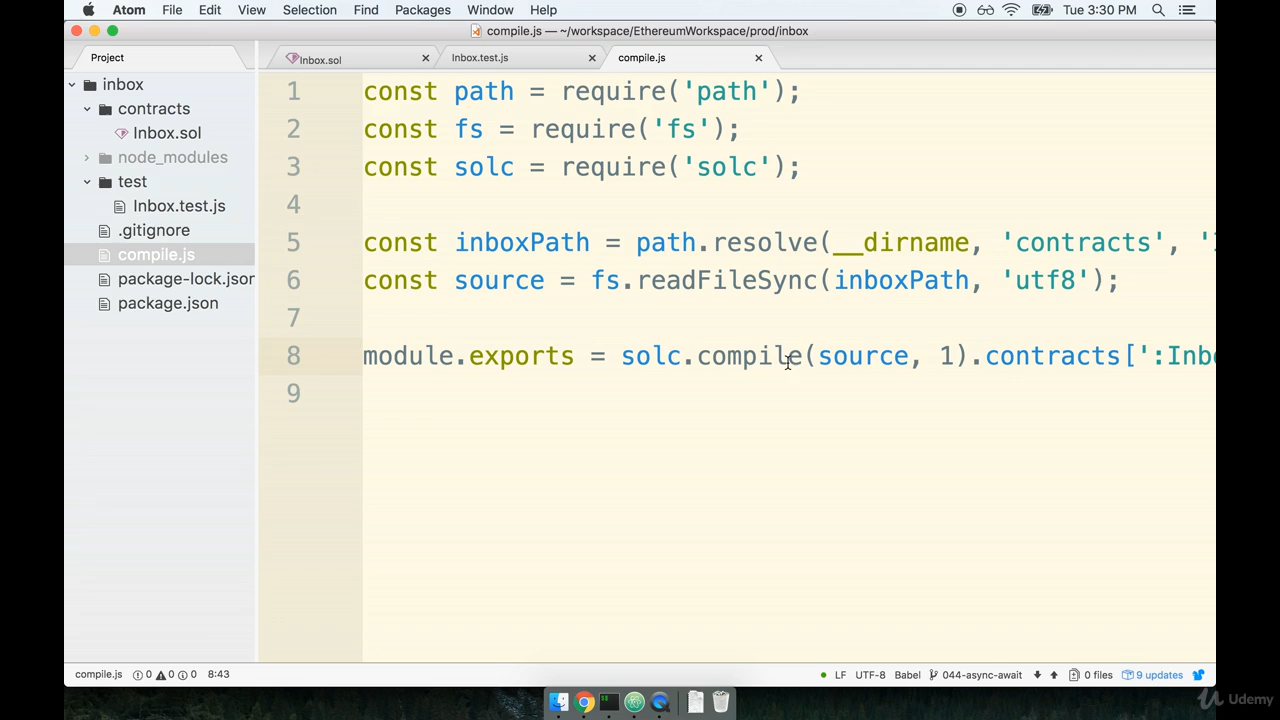 Atom File Edit View Selection Find Packages Window Help Tue 3:30 PM
compile.js — ~/workspace/EthereumWorkspace/prod/inbox
Project
Inbox.sol
Inbox.test.js
compile.js
inbox
contracts
Inbox.sol
node_modules
test
Inbox.test.js
.gitignore
compile.js
package-lock.json
package.json
1 const path = require('path');
2 const fs = require('fs');
3 const solc = require('solc');
4
5 const inboxPath = path.resolve(__dirname, 'contracts', '
6 const source = fs.readFileSync(inboxPath, 'utf8');
7
8 module.exports = solc.compile(source, 1).contracts[':Inbo
9
compile.js 0 0 0 8:43 LF UTF-8 Babel 044-async-await 0 files 9 updates
Udemy